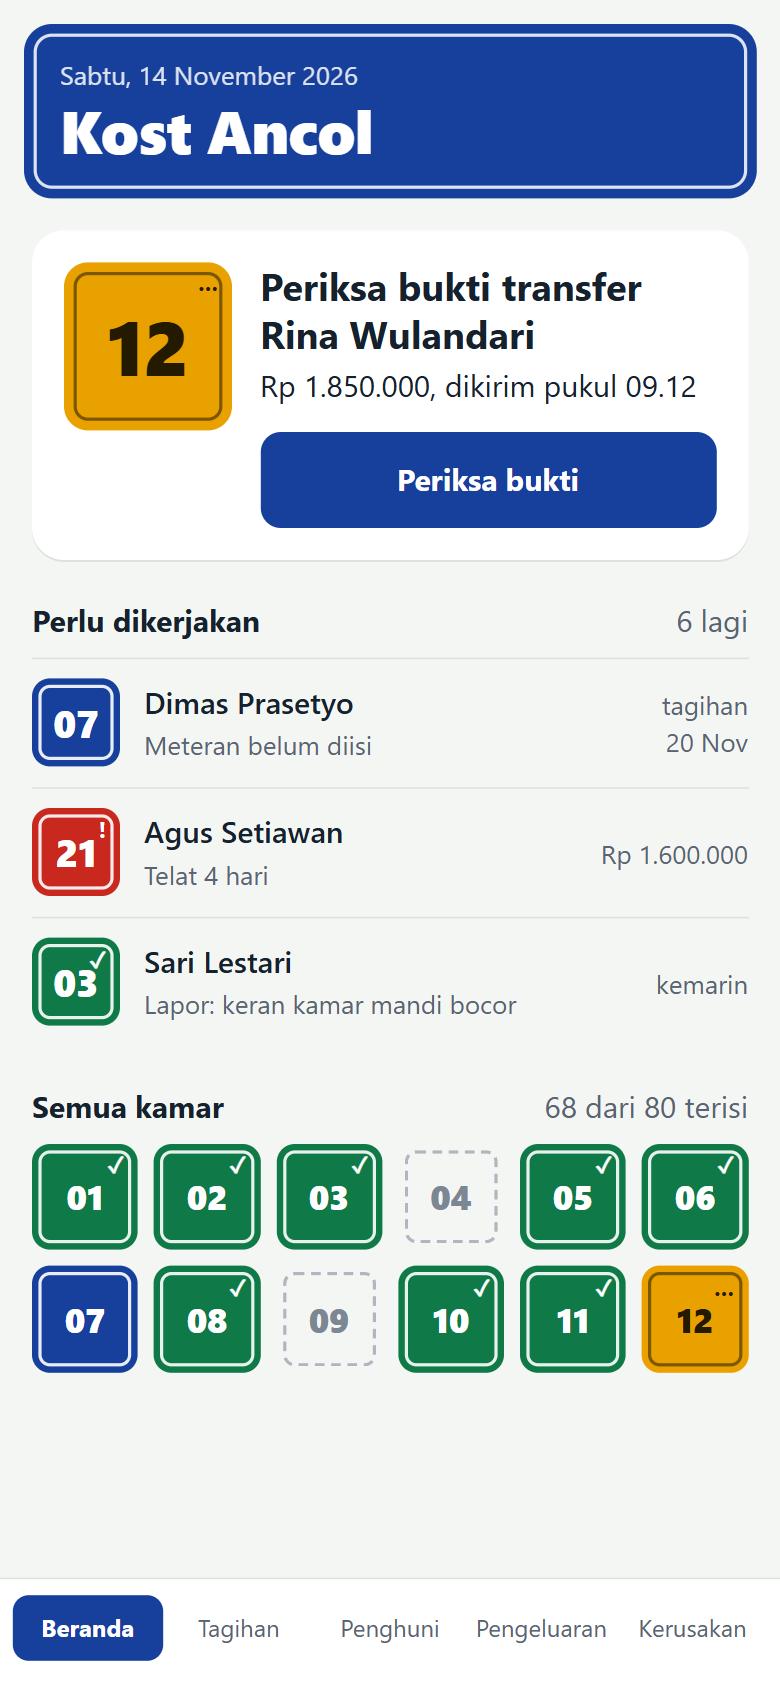 Sabtu, 14 November 2026
Kost Ancol
...
12
Periksa bukti transfer
Rina Wulandari
Rp 1.850.000, dikirim pukul 09.12
Periksa bukti
Perlu dikerjakan
6 lagi
07
Dimas Prasetyo
Meteran belum diisi
tagihan
20 Nov
21
!
Agus Setiawan
Telat 4 hari
Rp 1.600.000
03
✓
Sari Lestari
Lapor: keran kamar mandi bocor
kemarin
Semua kamar
68 dari 80 terisi
01 ✓
02 ✓
03 ✓
04
05 ✓
06 ✓
07
08 ✓
09
10 ✓
11 ✓
12 ...
Beranda
Tagihan
Penghuni
Pengeluaran
Kerusakan